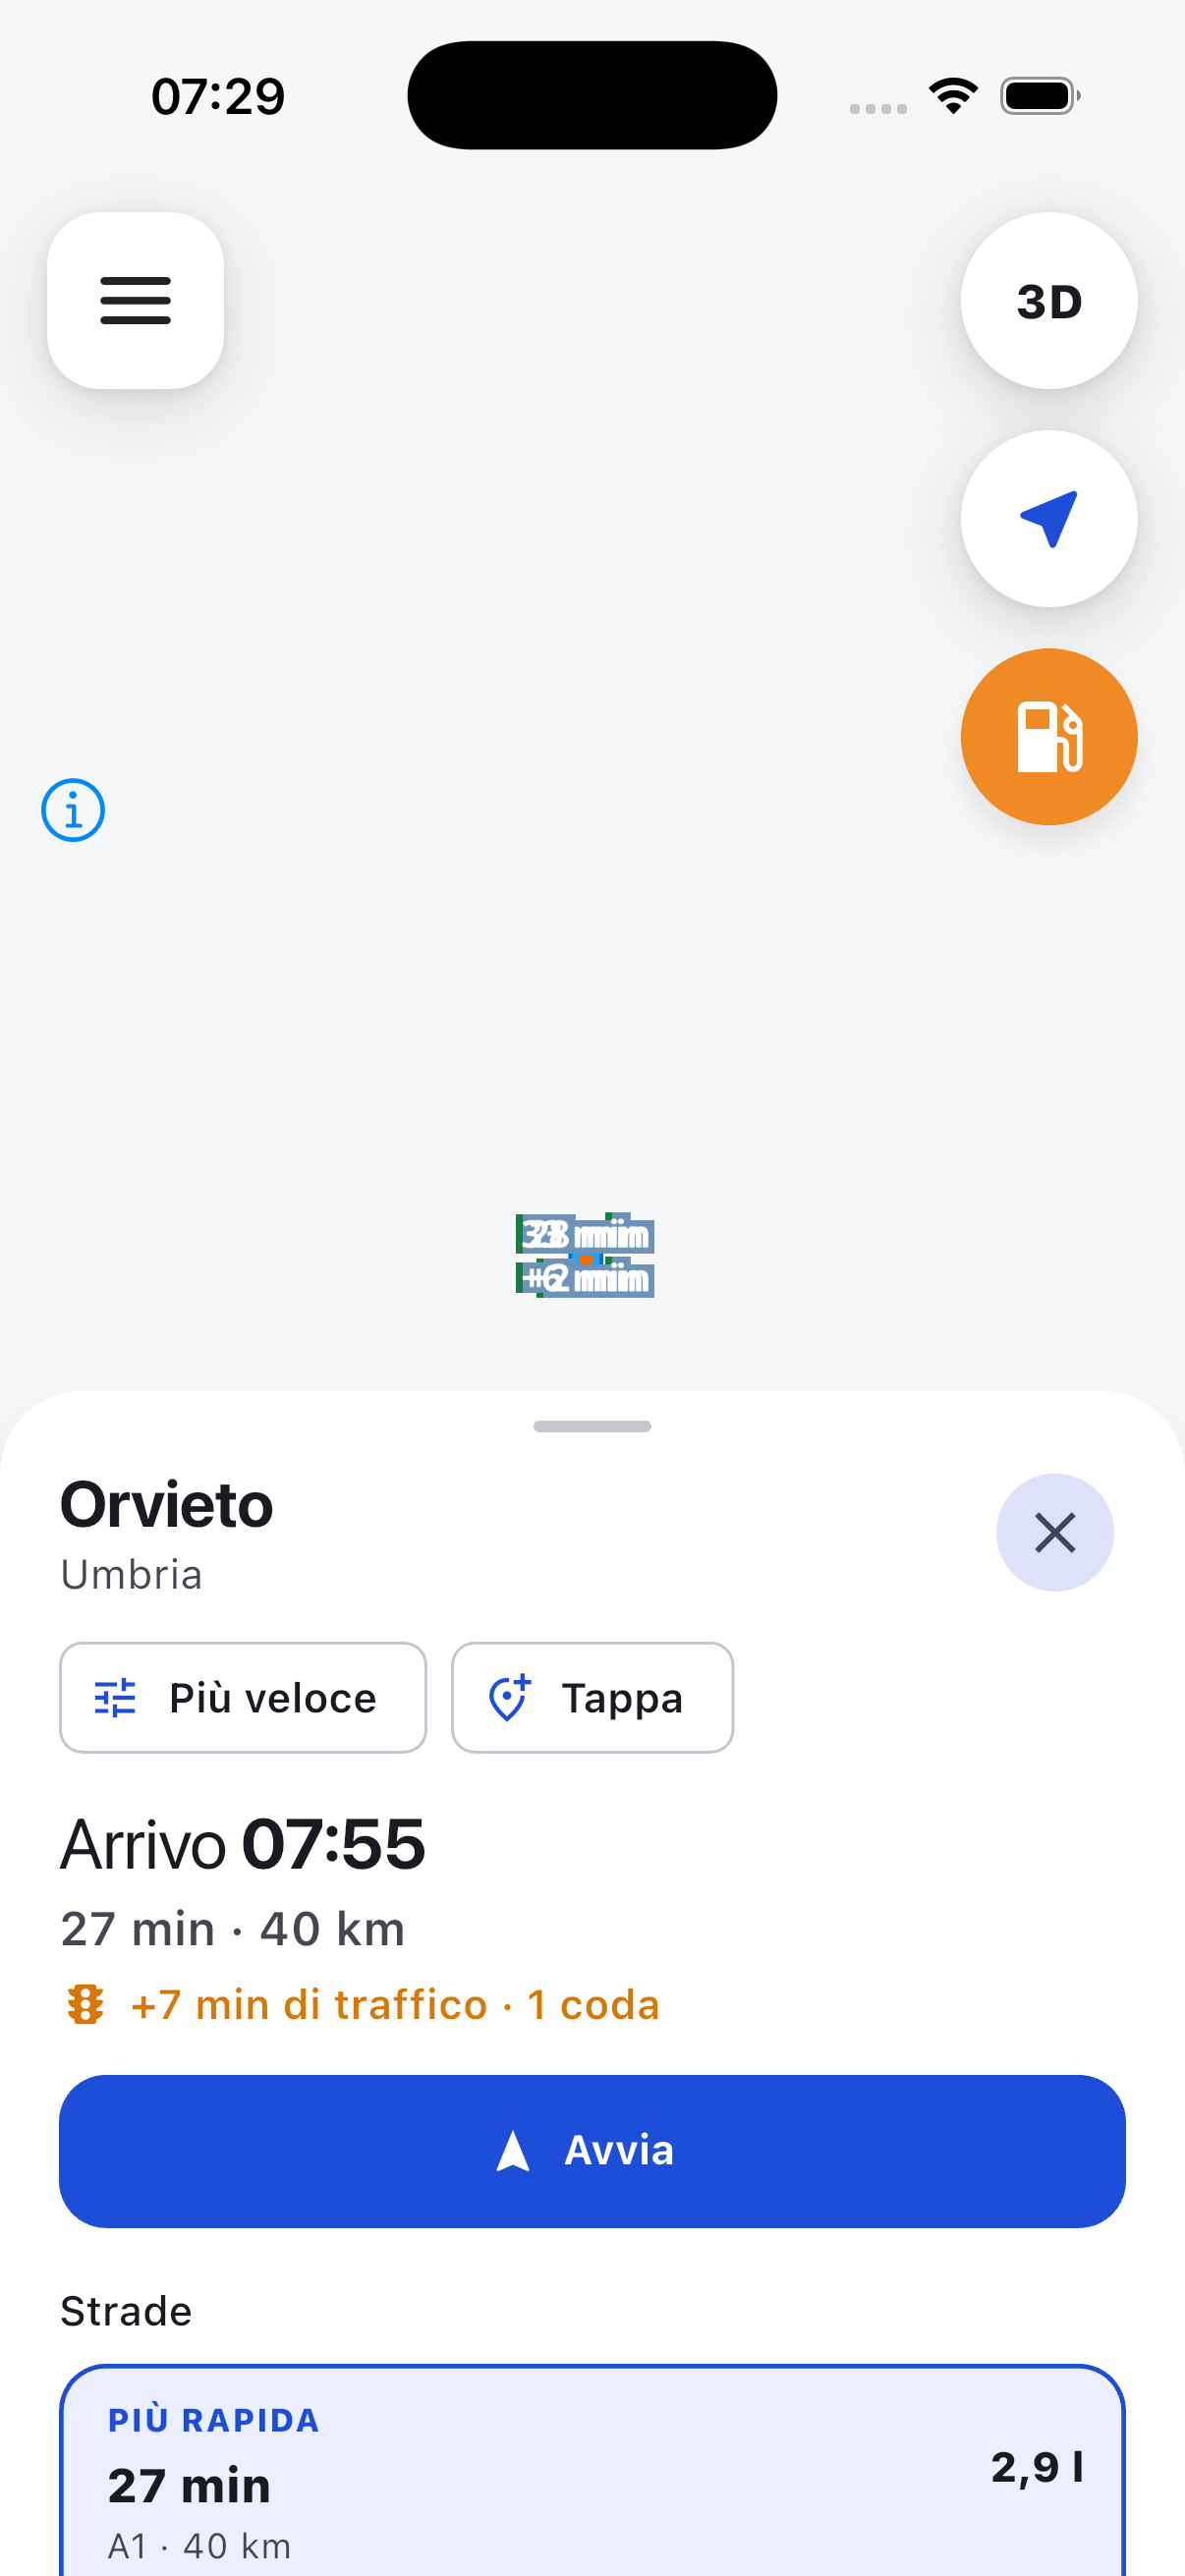 07:29
3D
Orvieto
Umbria
Più veloce
Tappa
Arrivo 07:55
27 min · 40 km
+7 min di traffico · 1 coda
Avvia
Strade
PIÙ RAPIDA
27 min
2,9 l
A1 · 40 km